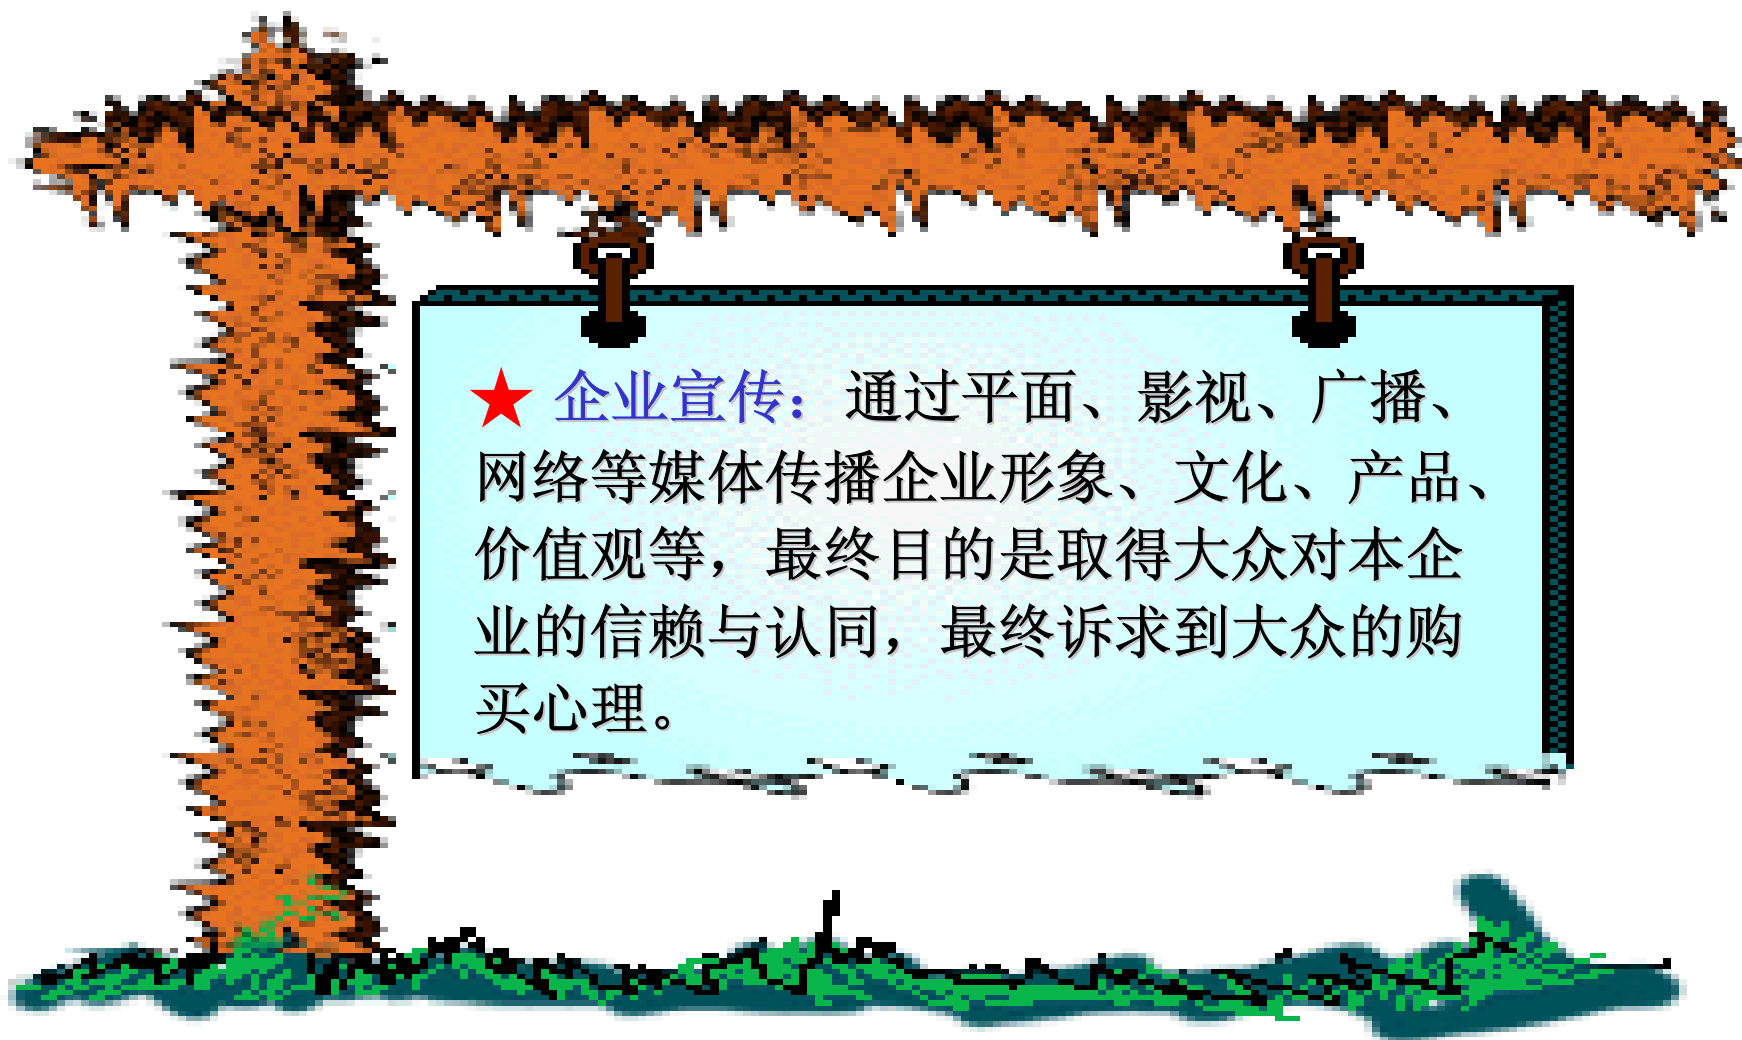 ★ 企业宣传：通过平面、影视、广播、
网络等媒体传播企业形象、文化、产品、
价值观等，最终目的是取得大众对本企
业的信赖与认同，最终诉求到大众的购
买心理。